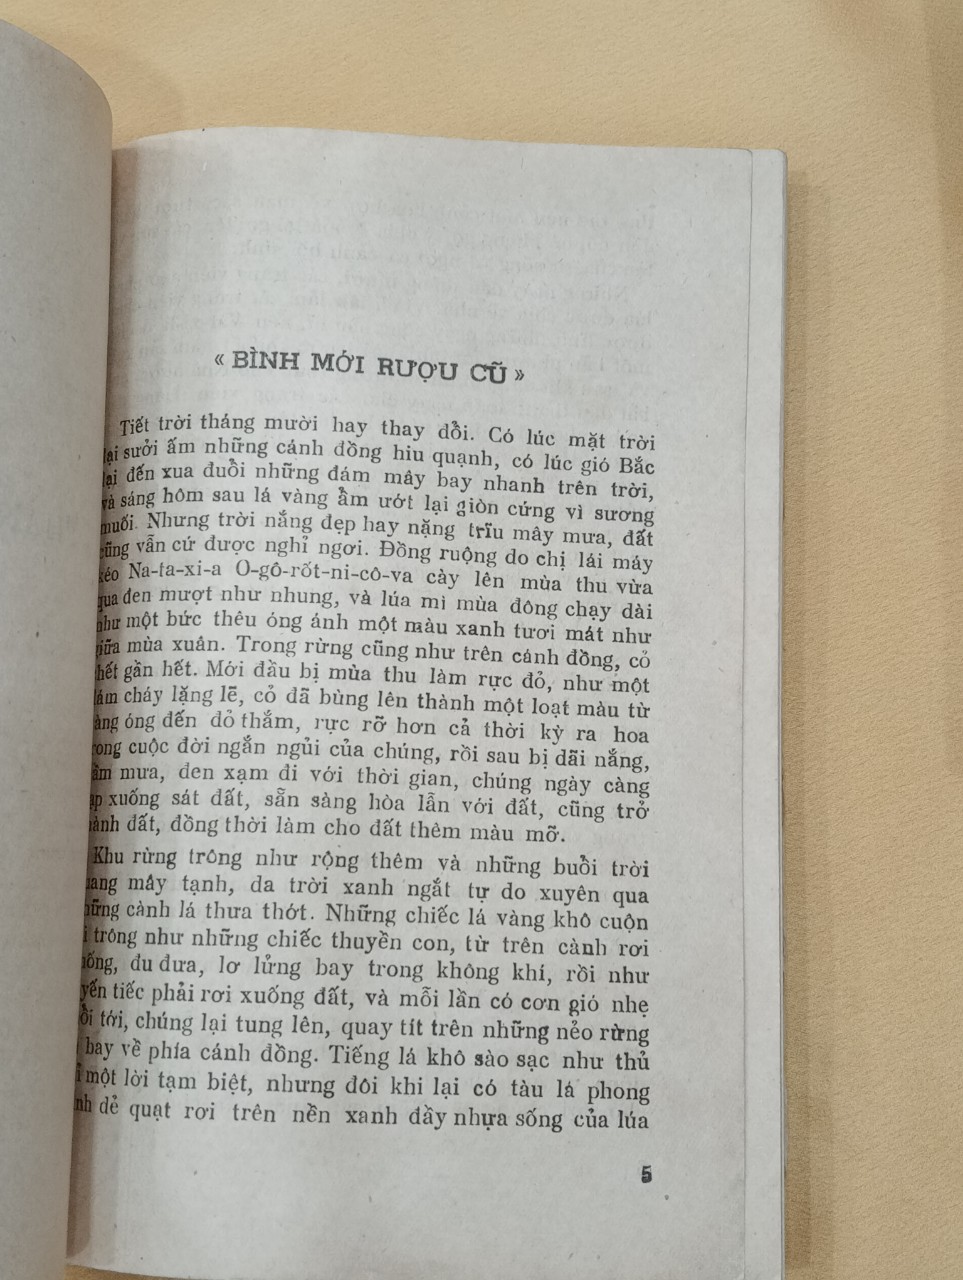 « BÌNH MỚI RƯỢU CŨ »
Tiết trời tháng mười hay thay đổi. Có lúc mặt trời
lại sưởi ấm những cánh đồng hiu quạnh, có lúc gió Bắc
lại đến xua đuổi những đám mây bay nhanh trên trời,
và sáng hôm sau lá vàng ẩm ướt lại giòn cứng vì sương
muối. Nhưng trời nắng đẹp hay nặng trĩu mây mưa, đất
cũng vẫn cứ được nghỉ ngơi. Đồng ruộng do chị lái máy
kéo Na-ta-xi-a O-gô-rốt-ni-cô-va cày lên mùa thu vừa
qua đen mượt như nhung, và lúa mì mùa đông chạy dài
như một bức thêu óng ánh một màu xanh tươi mát như
giữa mùa xuân. Trong rừng cũng như trên cánh đồng, cỏ
chết gần hết. Mới đầu bị mùa thu làm rực đỏ, như một
đám cháy lặng lẽ, cỏ đã bùng lên thành một loạt màu từ
vàng óng đến đỏ thắm, rực rỡ hơn cả thời kỳ ra hoa
trong cuộc đời ngắn ngủi của chúng, rồi sau bị dãi nắng,
dầm mưa, đen xạm đi với thời gian, chúng ngày càng
rạp xuống sát đất, sẵn sàng hòa lẫn với đất, cũng trở
thành đất, đồng thời làm cho đất thêm màu mỡ.
Khu rừng trông như rộng thêm và những buổi trời
quang mây tạnh, da trời xanh ngắt tự do xuyên qua
những cành lá thưa thớt. Những chiếc lá vàng khô cuộn
lại trông như những chiếc thuyền con, từ trên cành rơi
xuống, đu đưa, lơ lửng bay trong không khí, rồi như
luyến tiếc phải rơi xuống đất, và mỗi lần có cơn gió nhẹ
thổi tới, chúng lại tung lên, quay tít trên những nẻo rừng
bay về phía cánh đồng. Tiếng lá khô sào sạc như thủ
thỉ một lời tạm biệt, nhưng đôi khi lại có tàu lá phong
hình dẻ quạt rơi trên nền xanh đầy nhựa sống của lúa
5